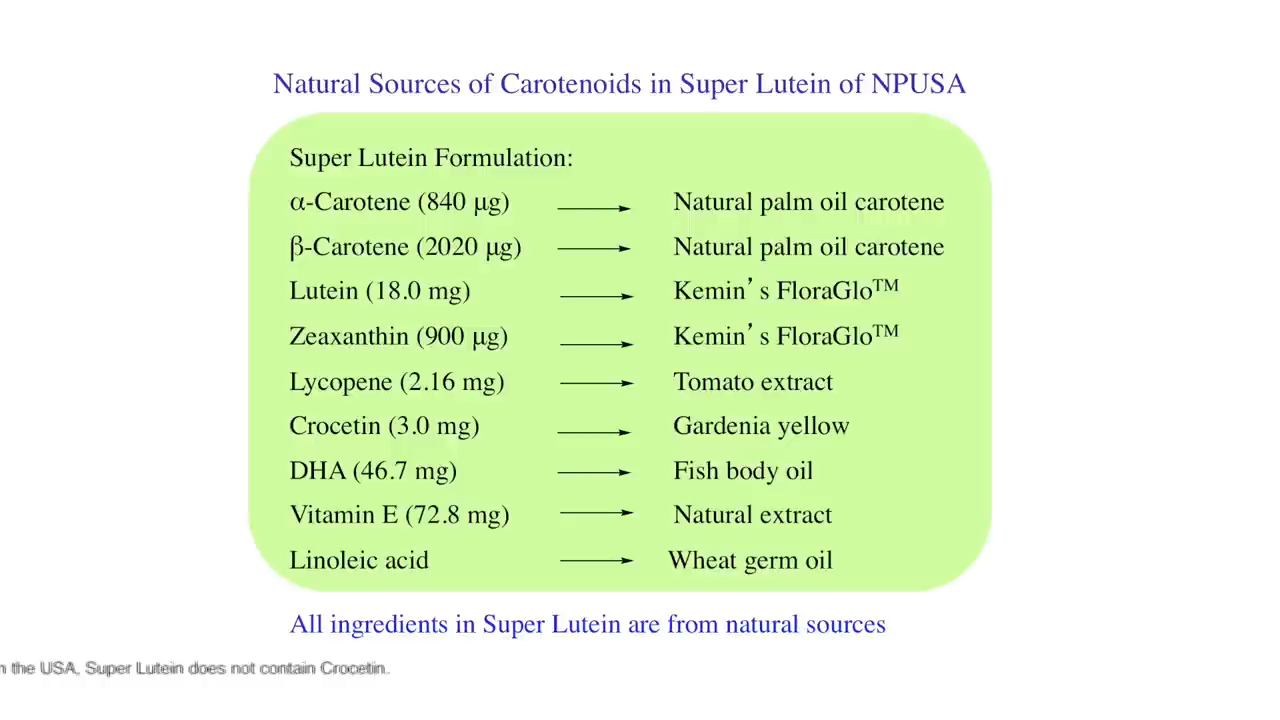 Natural Sources of Carotenoids in Super Lutein of NPUSA
Super Lutein Formulation:
α-Carotene (840 μg) Natural palm oil carotene
β-Carotene (2020 μg) Natural palm oil carotene
Lutein (18.0 mg) Kemin’s FloraGlo™
Zeaxanthin (900 μg) Kemin’s FloraGlo™
Lycopene (2.16 mg) Tomato extract
Crocetin (3.0 mg) Gardenia yellow
DHA (46.7 mg) Fish body oil
Vitamin E (72.8 mg) Natural extract
Linoleic acid Wheat germ oil
All ingredients in Super Lutein are from natural sources
the USA, Super Lutein does not contain Crocetin.